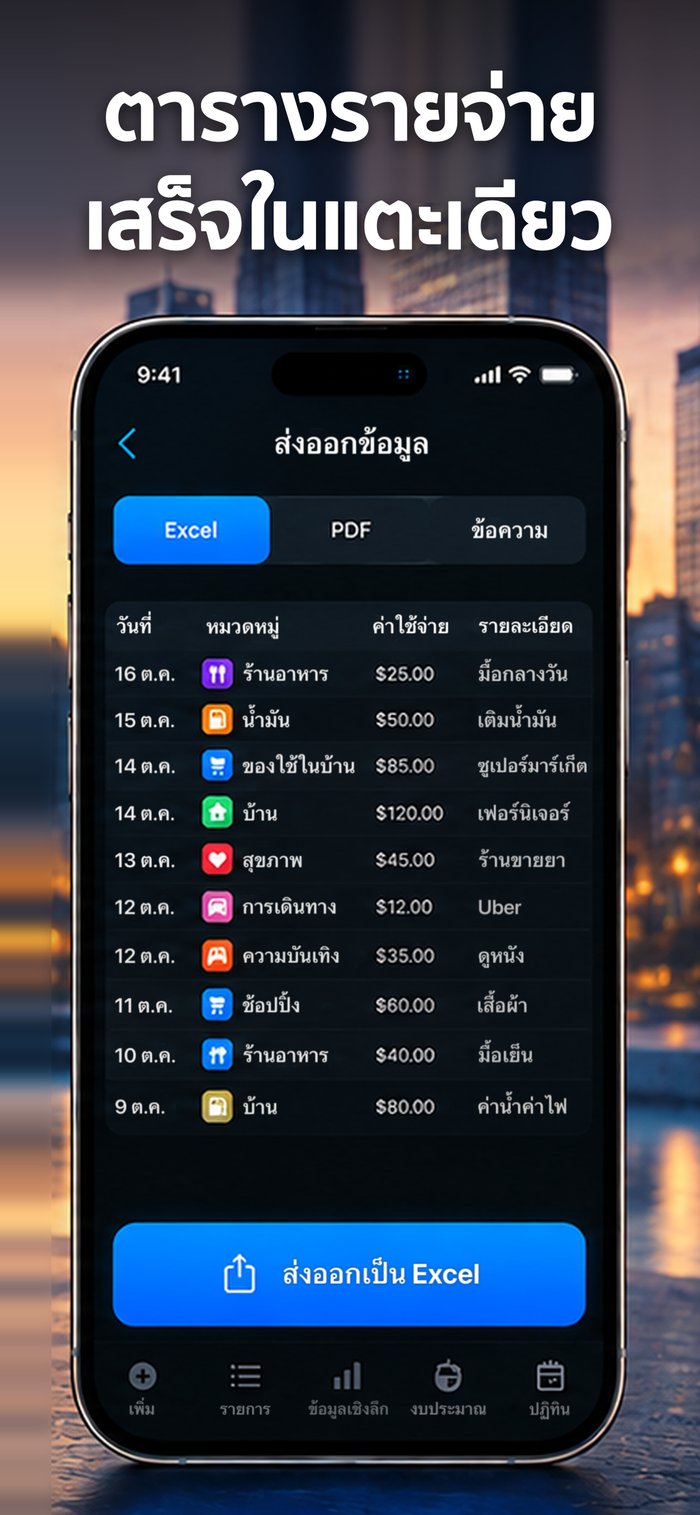 ตารางรายจ่าย
เสร็จในแตะเดียว
9:41
ส่งออกข้อมูล
Excel PDF ข้อความ
วันที่ หมวดหมู่ ค่าใช้จ่าย รายละเอียด
16 ต.ค. ร้านอาหาร $25.00 มื้อกลางวัน
15 ต.ค. น้ำมัน $50.00 เติมน้ำมัน
14 ต.ค. ของใช้ในบ้าน $85.00 ซูเปอร์มาร์เก็ต
14 ต.ค. บ้าน $120.00 เฟอร์นิเจอร์
13 ต.ค. สุขภาพ $45.00 ร้านขายยา
12 ต.ค. การเดินทาง $12.00 Uber
12 ต.ค. ความบันเทิง $35.00 ดูหนัง
11 ต.ค. ช้อปปิ้ง $60.00 เสื้อผ้า
10 ต.ค. ร้านอาหาร $40.00 มื้อเย็น
9 ต.ค. บ้าน $80.00 ค่าน้ำค่าไฟ
ส่งออกเป็น Excel
เพิ่ม รายการ ข้อมูลเชิงลึก งบประมาณ ปฏิทิน